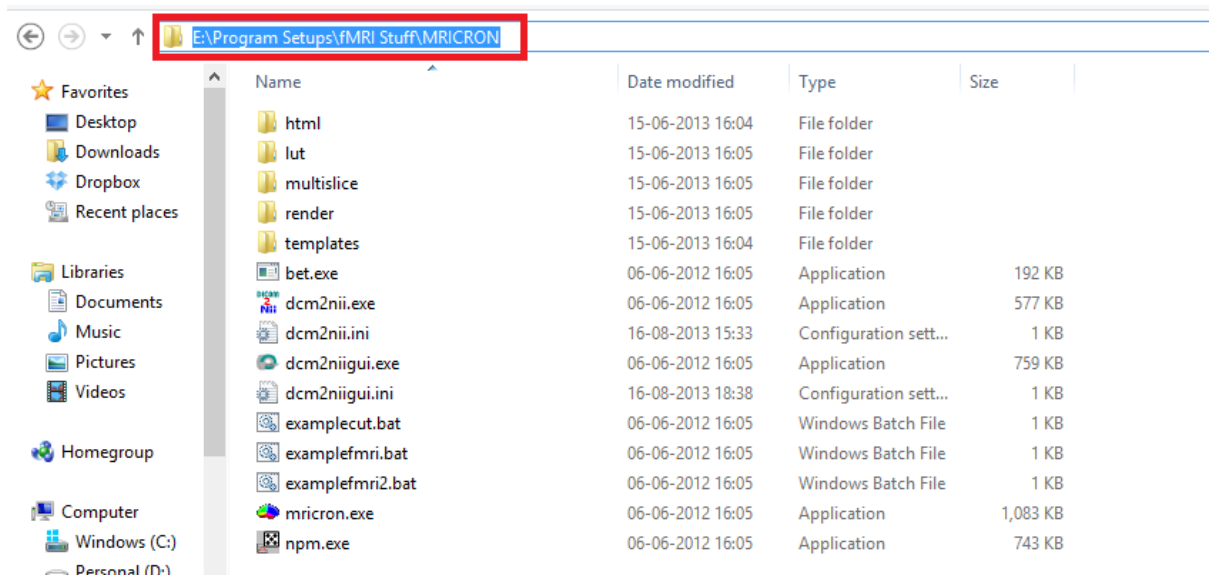 E:\Program Setups\fMRI Stuff\MRICRON
Favorites
Desktop
Downloads
Dropbox
Recent places
Libraries
Documents
Music
Pictures
Videos
Homegroup
Computer
Windows (C:)
Personal (D:)
Name Date modified Type Size
html 15-06-2013 16:04 File folder
lut 15-06-2013 16:05 File folder
multislice 15-06-2013 16:05 File folder
render 15-06-2013 16:05 File folder
templates 15-06-2013 16:04 File folder
bet.exe 06-06-2012 16:05 Application 192 KB
dcm2nii.exe 06-06-2012 16:05 Application 577 KB
dcm2nii.ini 16-08-2013 15:33 Configuration sett... 1 KB
dcm2niigui.exe 06-06-2012 16:05 Application 759 KB
dcm2niigui.ini 16-08-2013 18:38 Configuration sett... 1 KB
examplecut.bat 06-06-2012 16:05 Windows Batch File 1 KB
examplefmri.bat 06-06-2012 16:05 Windows Batch File 1 KB
examplefmri2.bat 06-06-2012 16:05 Windows Batch File 1 KB
mricron.exe 06-06-2012 16:05 Application 1,083 KB
npm.exe 06-06-2012 16:05 Application 743 KB